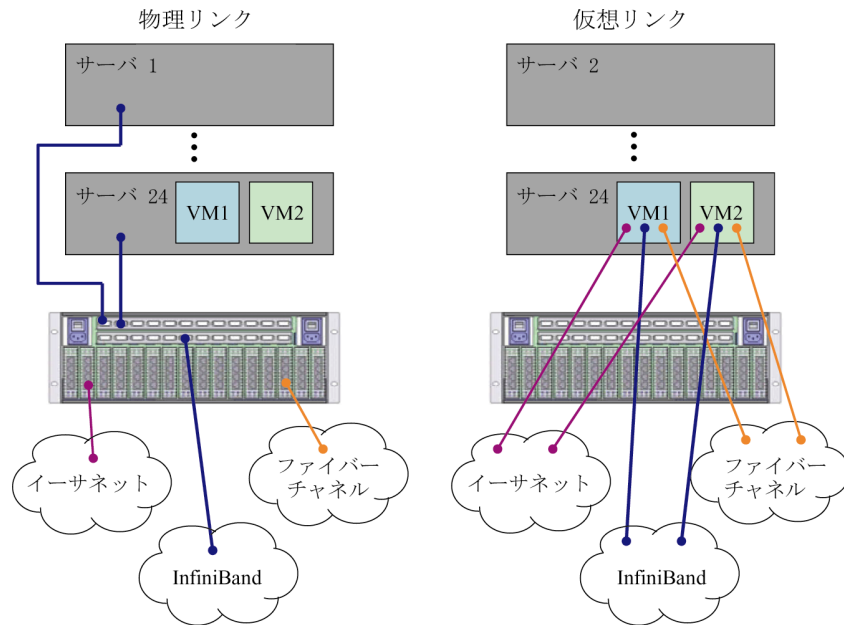 物理リンク
サーバ 1
サーバ 24
VM1
VM2
イーサネット
ファイバー
チャネル
InfiniBand
仮想リンク
サーバ 2
サーバ 24
VM1
VM2
イーサネット
ファイバー
チャネル
InfiniBand